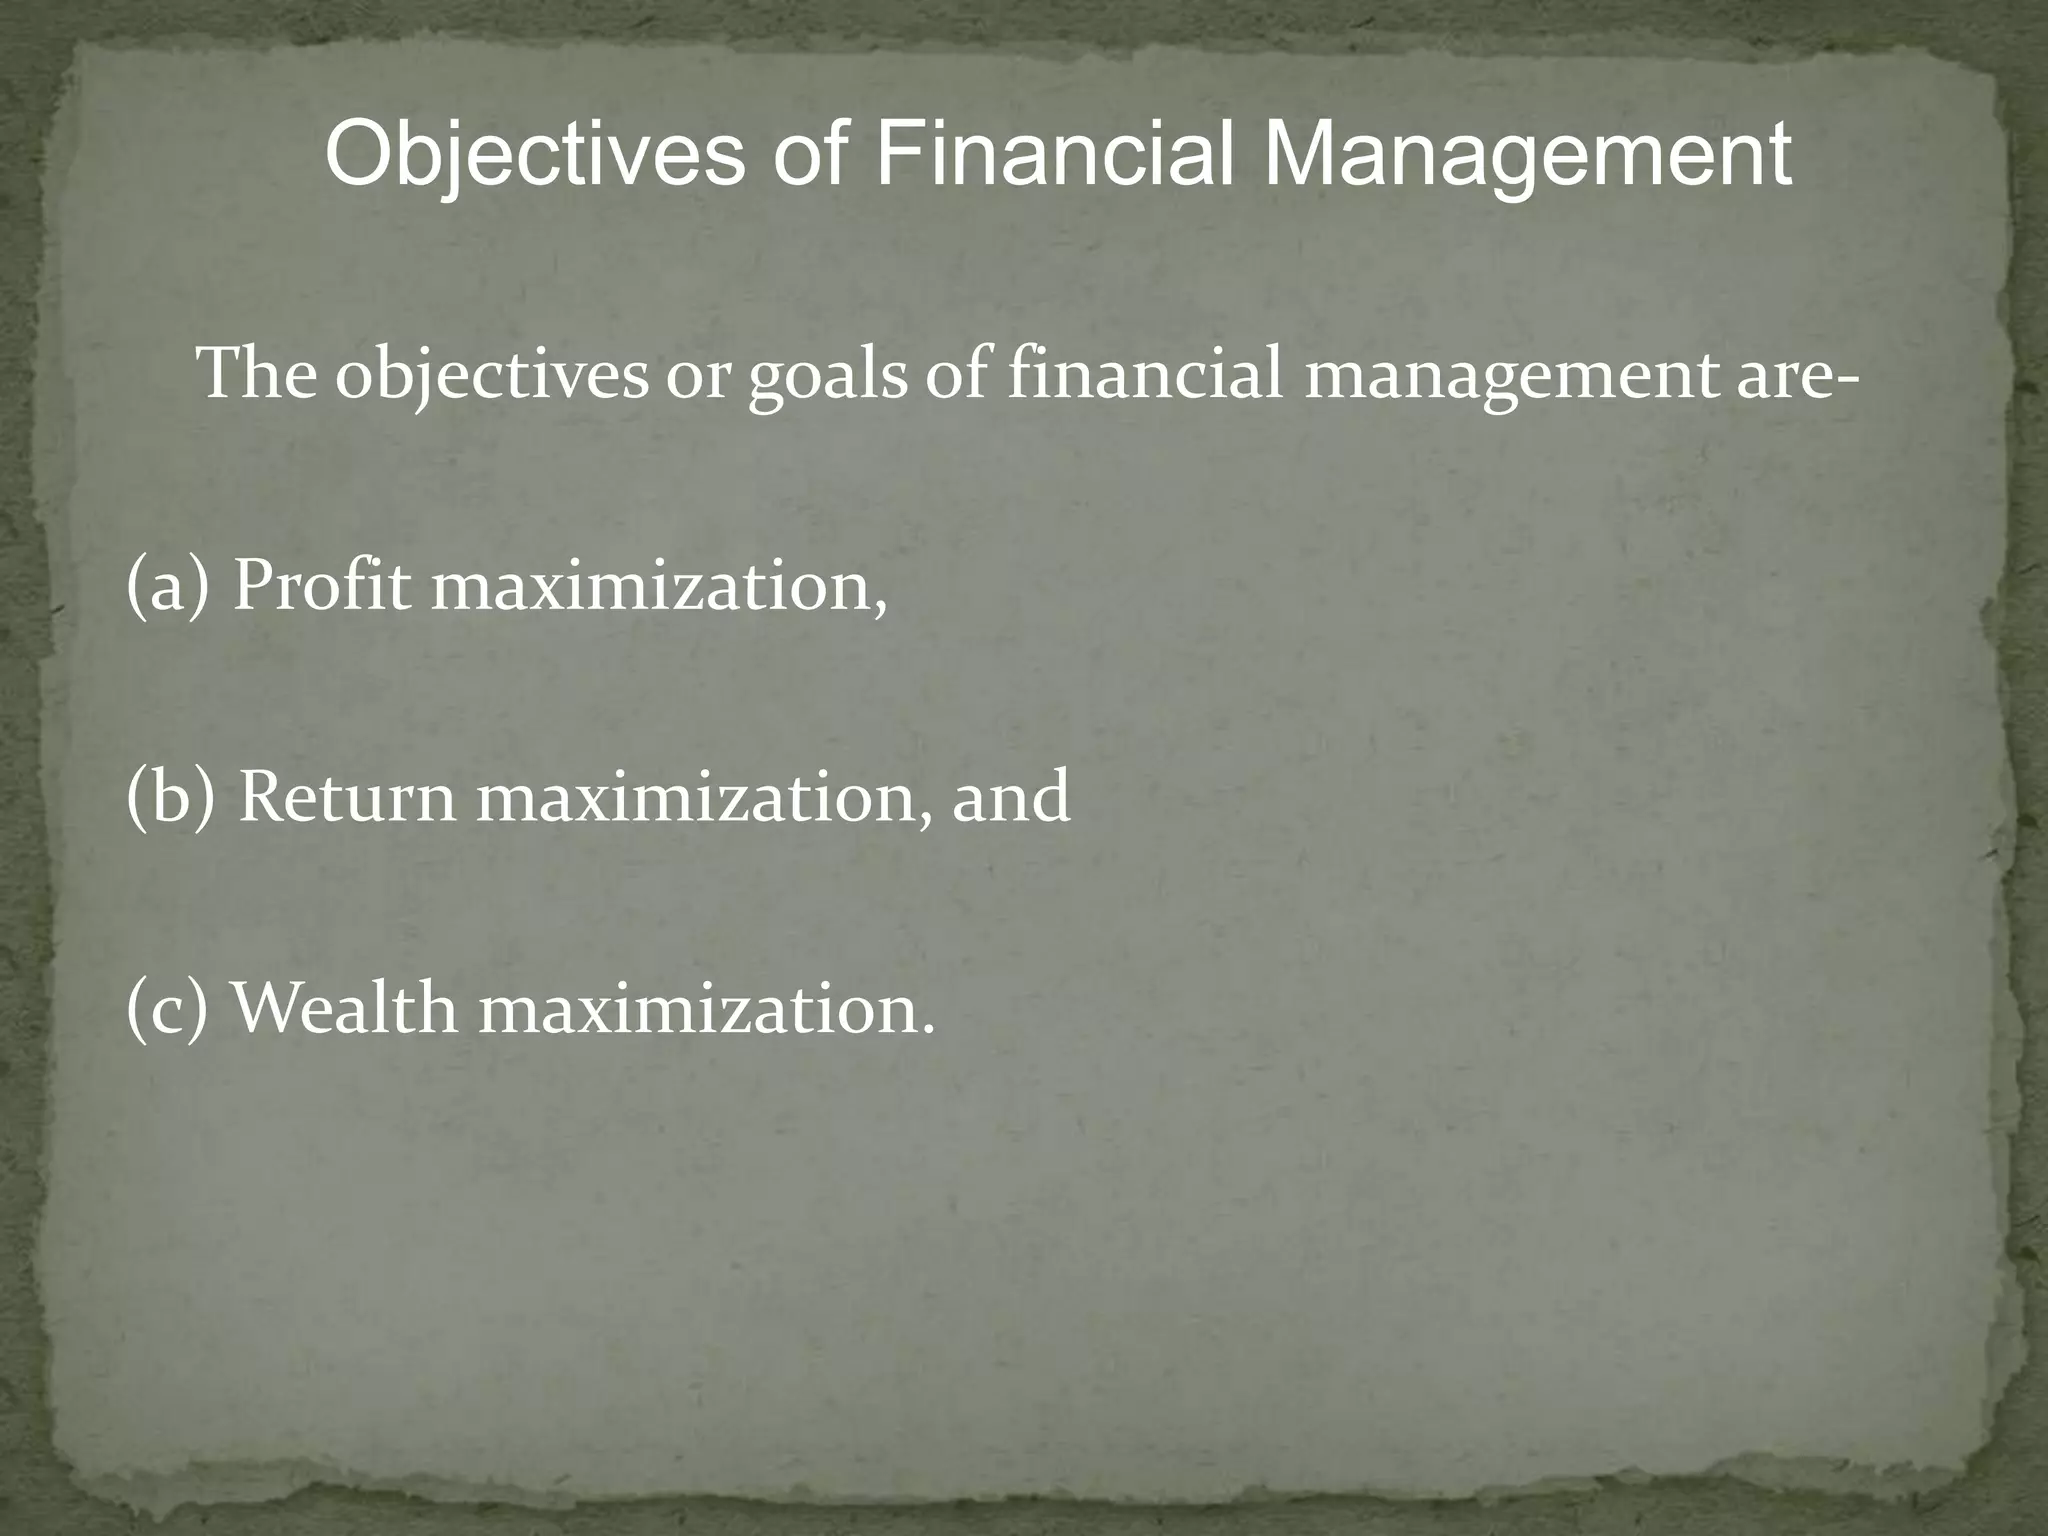 Objectives of Financial Management
The objectives or goals of financial management are-
(a) Profit maximization,
(b) Return maximization, and
(c) Wealth maximization.